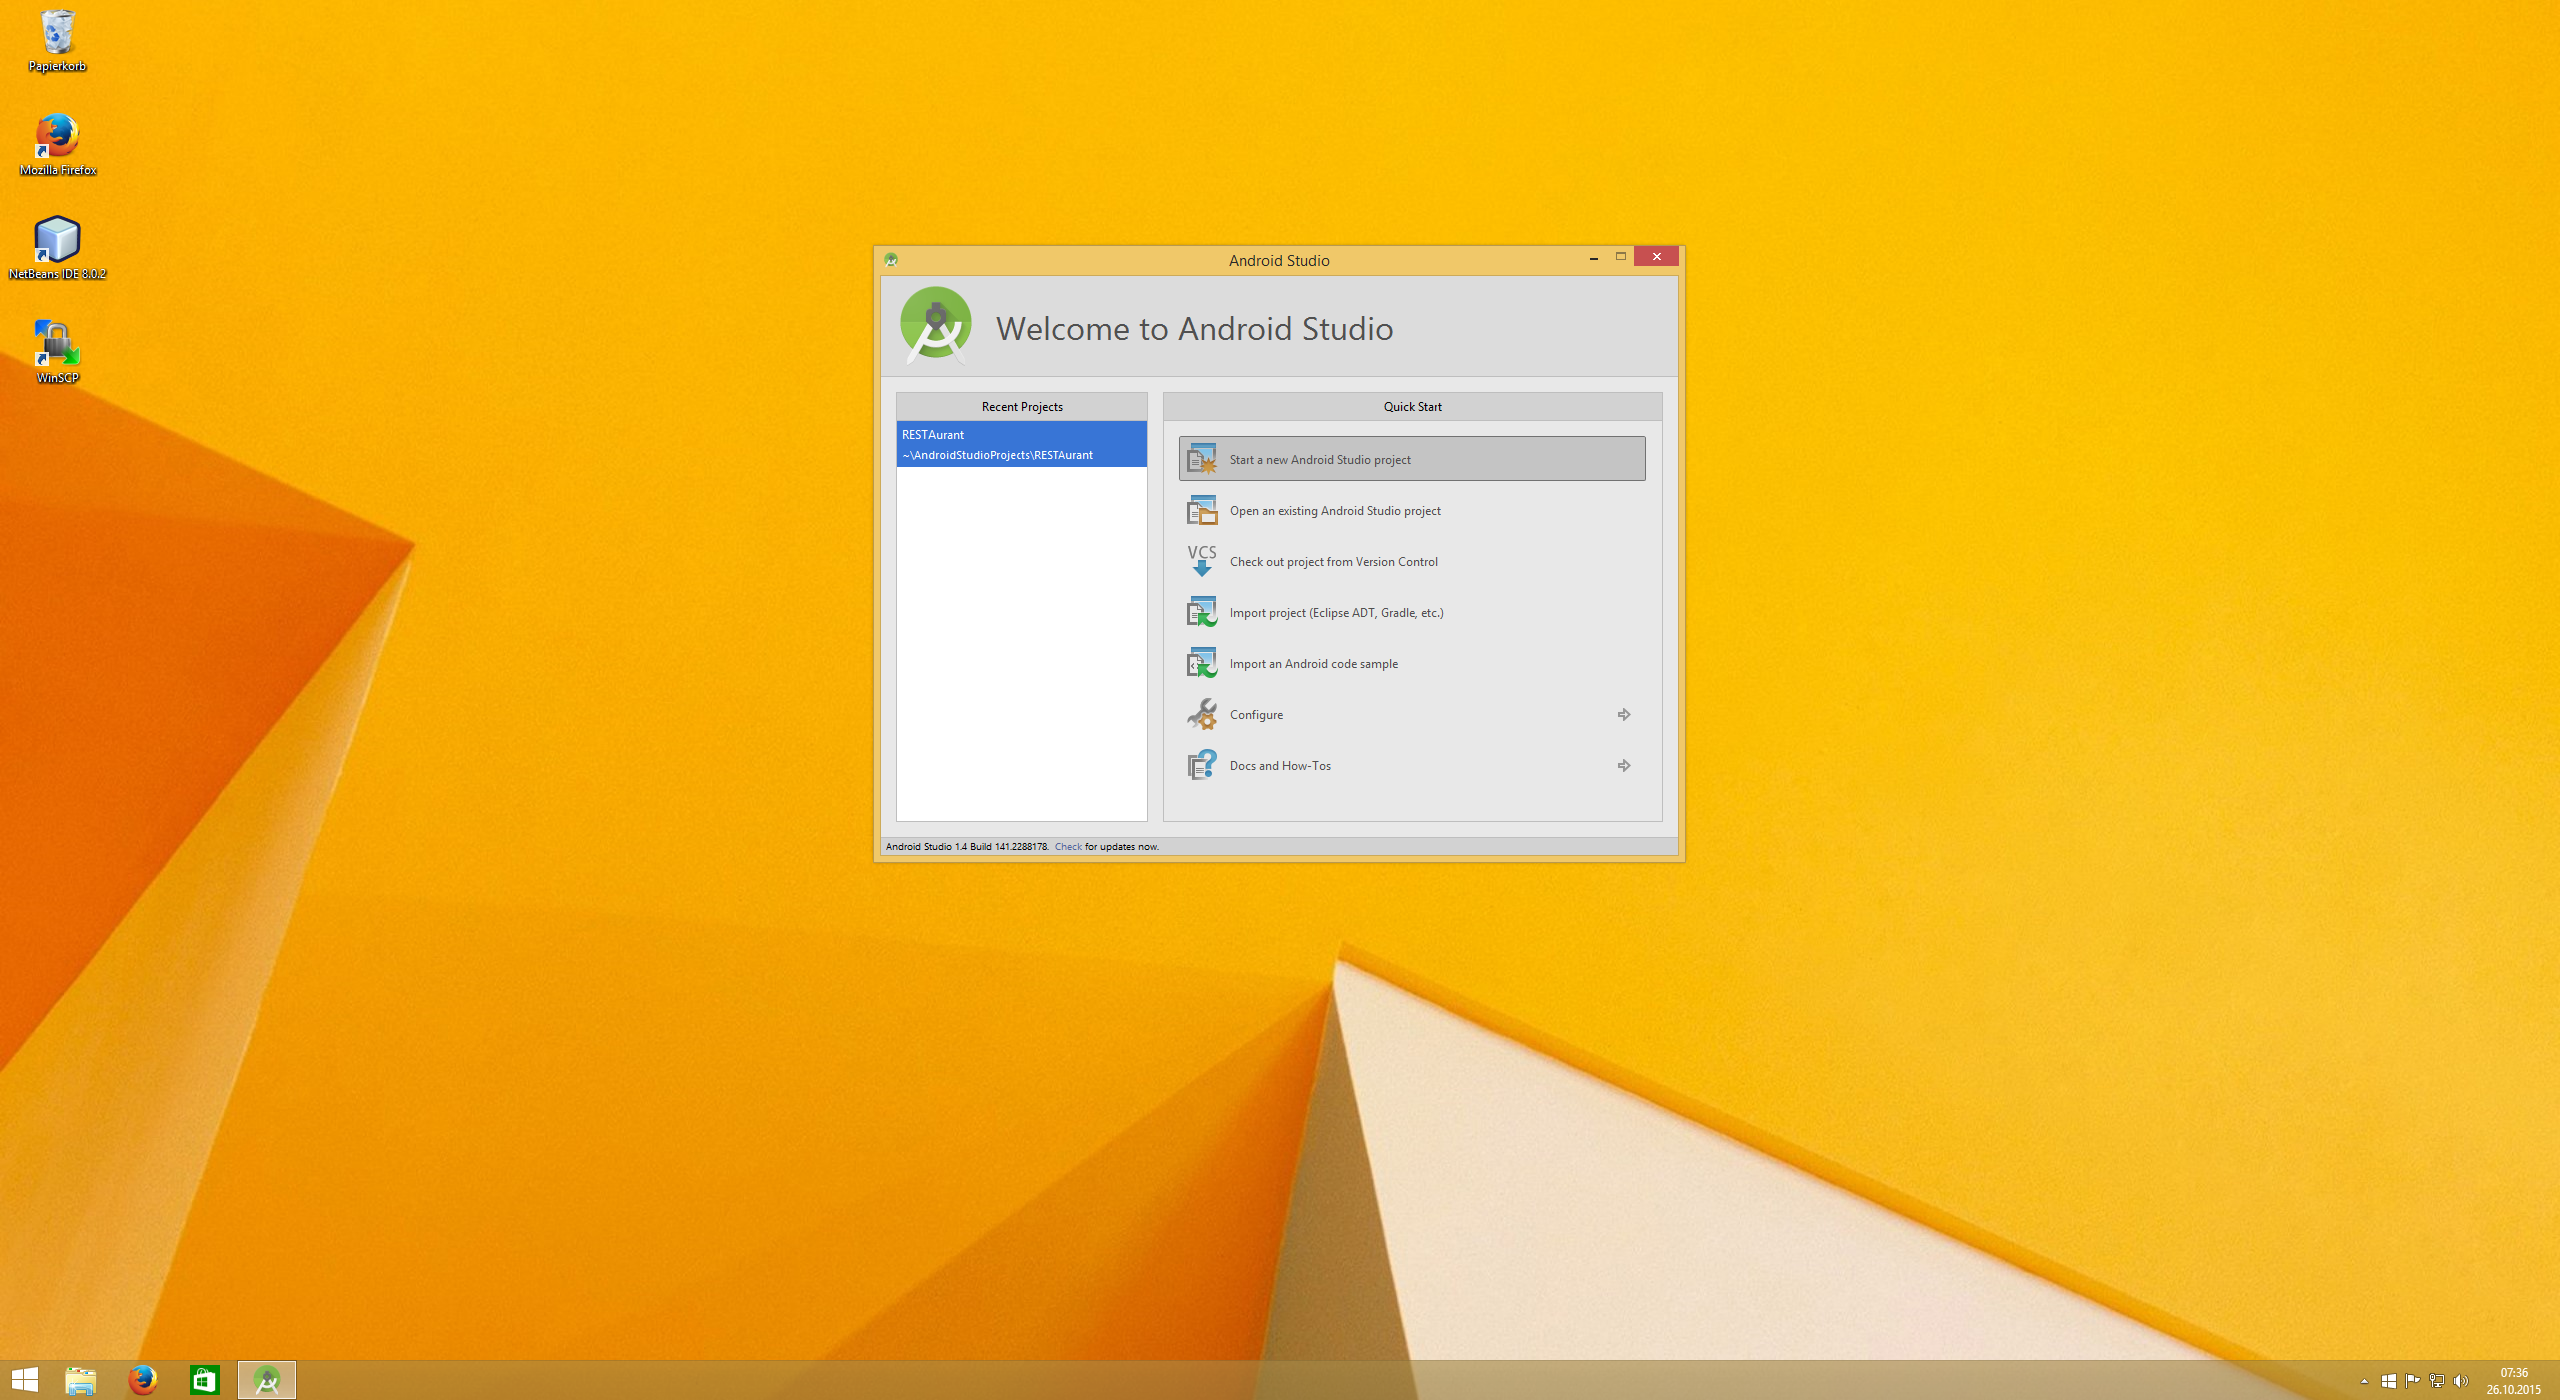 Papierkorb
Mozilla Firefox
NetBeans IDE 8.0.2
WinSCP
Android Studio
Welcome to Android Studio
Recent Projects
RESTAurant
~\AndroidStudioProjects\RESTAurant
Quick Start
Start a new Android Studio project
Open an existing Android Studio project
VCS
Check out project from Version Control
Import project (Eclipse ADT, Gradle, etc.)
Import an Android code sample
Configure
Docs and How-Tos
Android Studio 1.4 Build 141.2288178. Check for updates now.
07:36
26.10.2015